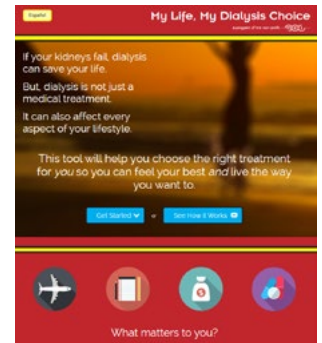 Español
My Life, My Dialysis Choice
If your kidneys fail, dialysis
can save your life.
But, dialysis is not just a
medical treatment.
It can also affect every
aspect of your lifestyle.
This tool will help you choose the right treatment
for you so you can feel your best and live the way
you want to.
Get Started or See How it Works
$
What matters to you?